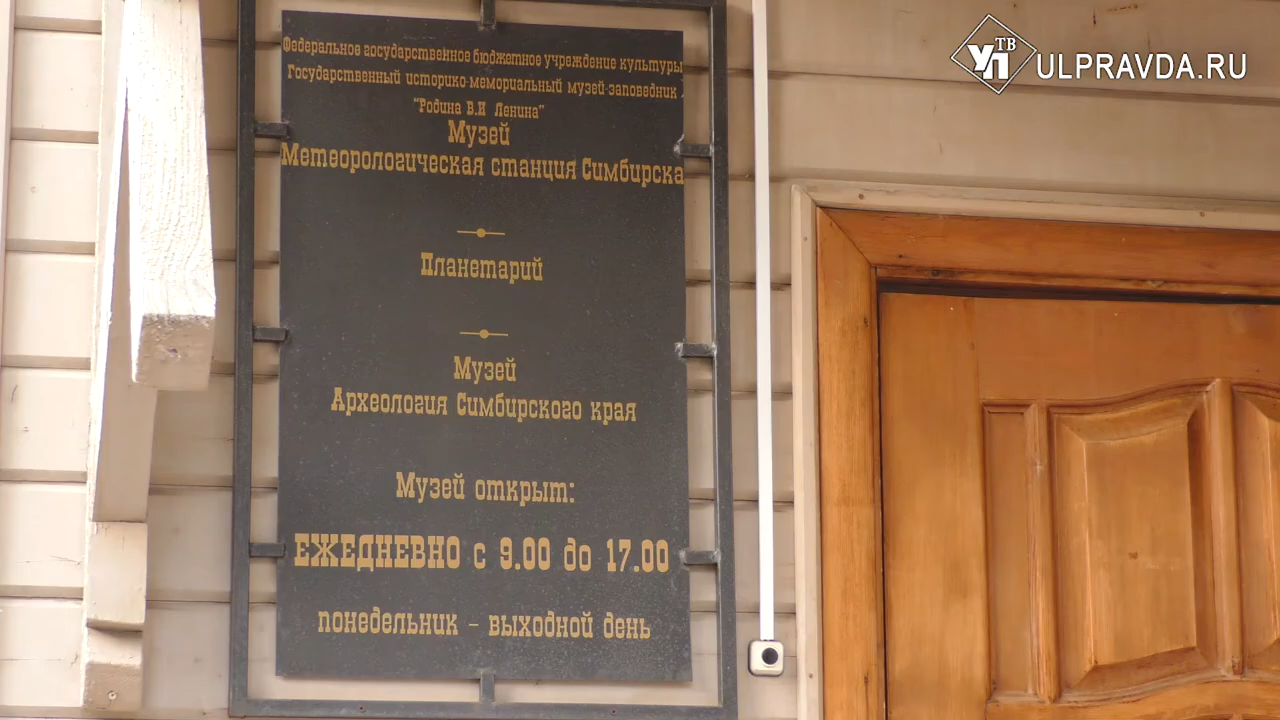 Федеральное государственное бюджетное учреждение культуры
Государственный историко-мемориальный музей-заповедник
"Родина В.И Ленина"
Музей
Метеорологическая станция Симбирска
Планетарий
Музей
Археология Симбирского края
Музей открыт:
ЕЖЕДНЕВНО с 9.00 до 17.00
понедельник - выходной день
УП ТВ ULPRAVDA.RU